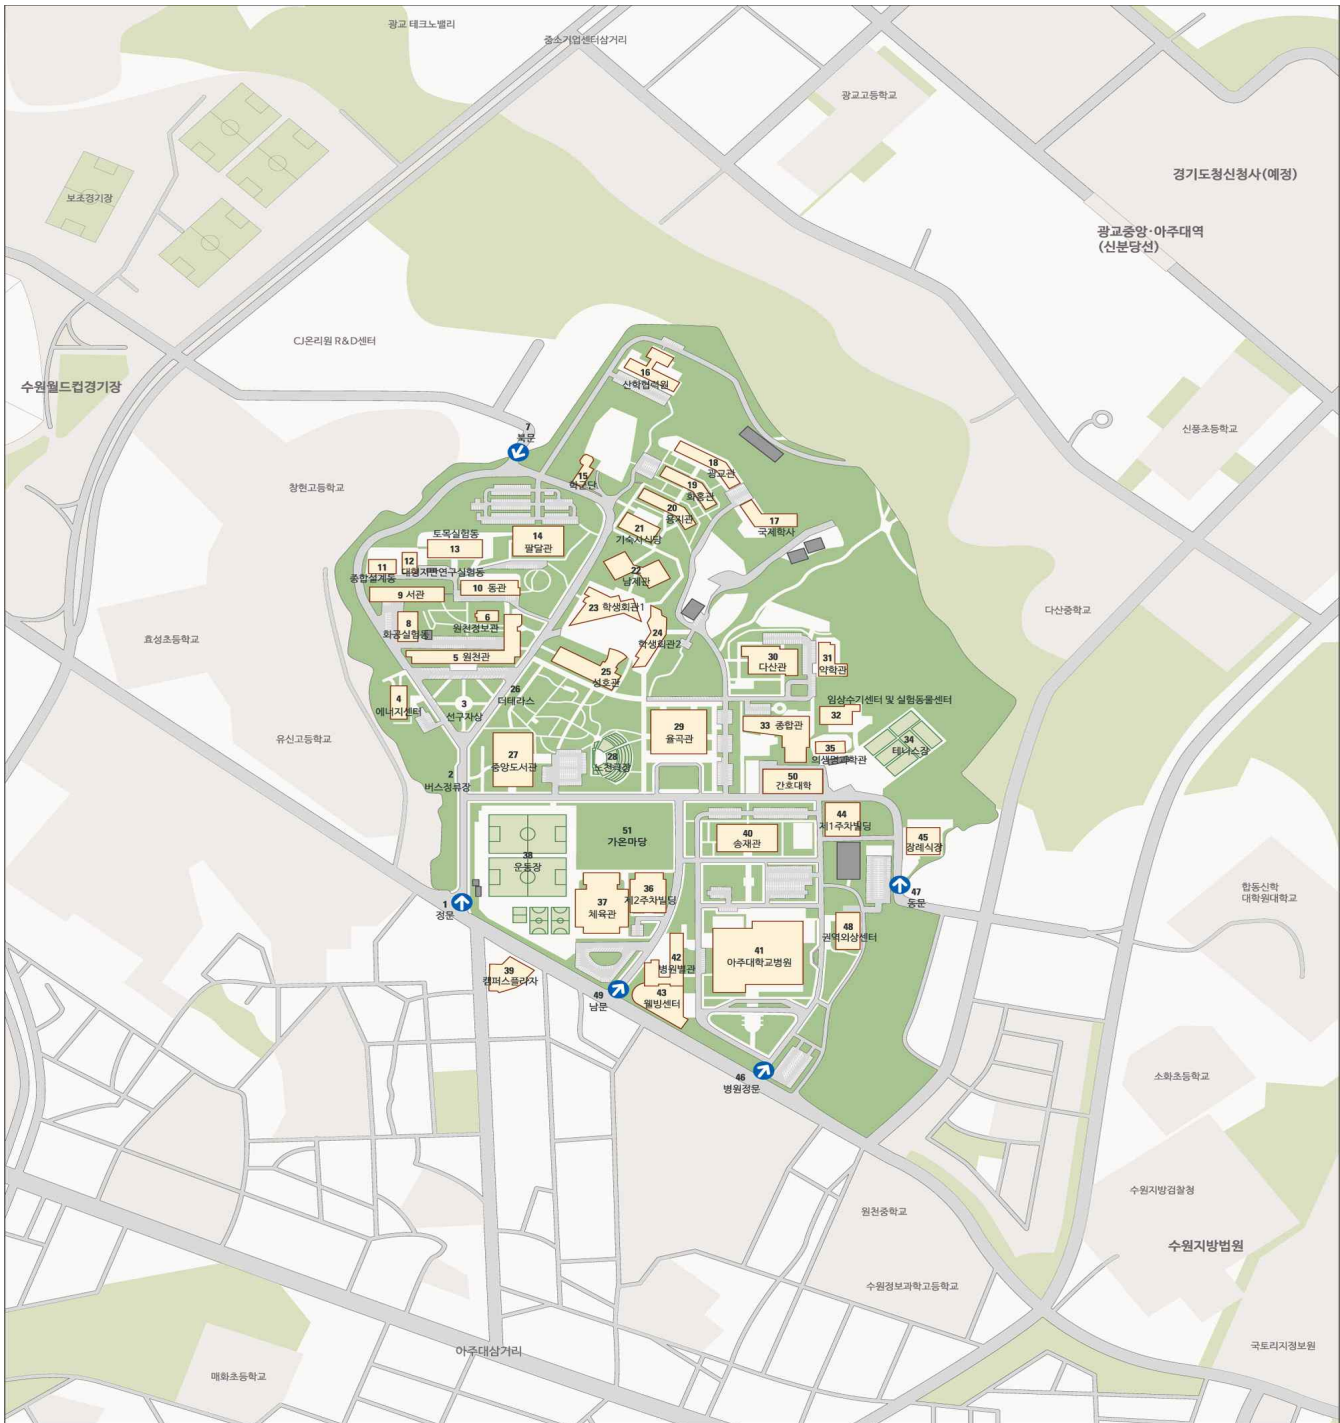 광교 테크노밸리
중소기업센터삼거리
광교고등학교
경기도청신청사(예정)
보조경기장
광교중앙·아주대역
(신분당선)
CJ온리원 R&D센터
수원월드컵경기장
16
산학협력원
7
북문
신풍초등학교
창현고등학교
15
학군단
18
광교관
19
화홍관
20
용지관
17
국제학사
21
기숙사식당
토목실험동
13
14
팔달관
11
종합설계동
12
대형지반연구실험동
22
남제관
10 동관
9 서관
23 학생회관1
다산중학교
6
원천정보관
8
화공실험동
24
학생회관2
효성초등학교
5 원천관
30
다산관
31
약학관
25
성호관
26
더테라스
4
에너지센터
3
선구자상
임상수기센터 및 실험동물센터
32
33 종합관
29
율곡관
유신고등학교
34
테니스장
35
의생명과학관
27
중앙도서관
28
노천극장
2
버스정류장
50
간호대학
44
제1주차빌딩
51
가온마당
40
송재관
45
장례식장
38
운동장
36
제2주차빌딩
37
체육관
1
정문
47
동문
합동신학
대학원대학교
48
권역외상센터
41
아주대학교병원
42
병원별관
39
캠퍼스플라자
49
남문
43
웰빙센터
46
병원정문
소화초등학교
수원지방검찰청
원천중학교
수원지방법원
수원정보과학고등학교
아주대삼거리
국토리지정보원
매화초등학교